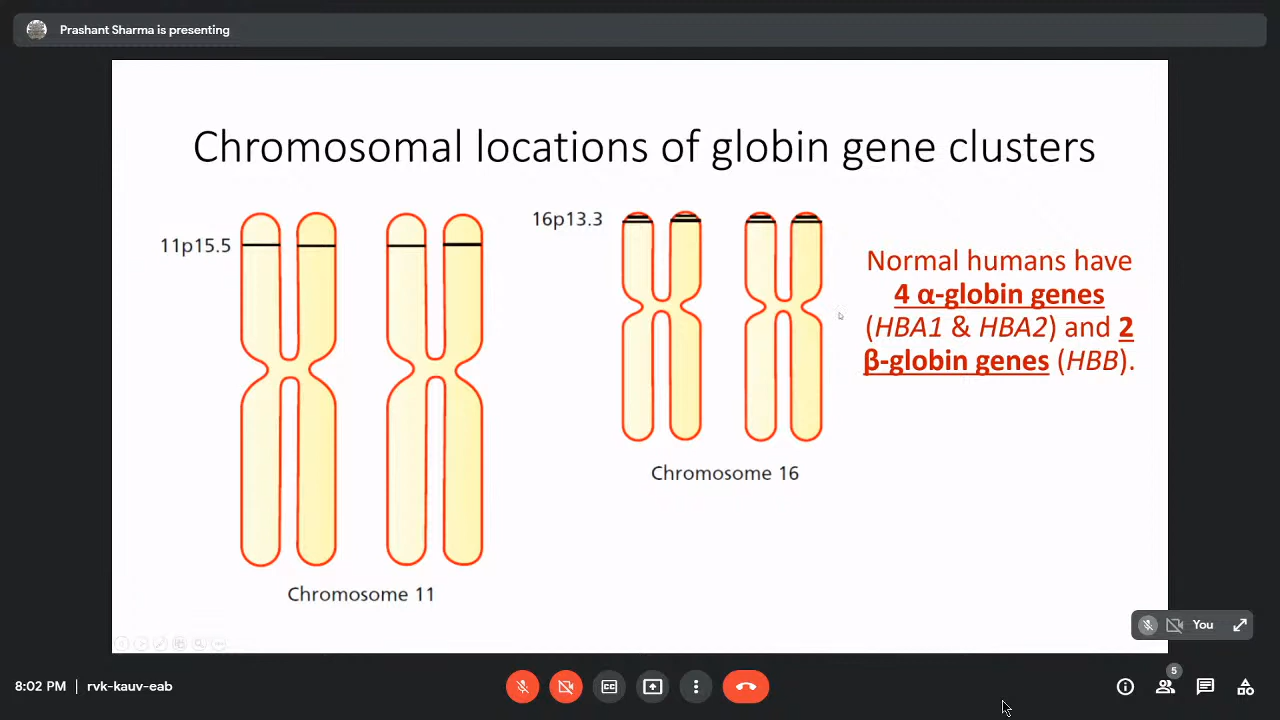 Prashant Sharma is presenting
Chromosomal locations of globin gene clusters
11p15.5
16p13.3
Normal humans have
4 α-globin genes
(HBA1 & HBA2) and 2
β-globin genes (HBB).
Chromosome 16
Chromosome 11
You
8:02 PM | rvk-kauv-eab
CC
5